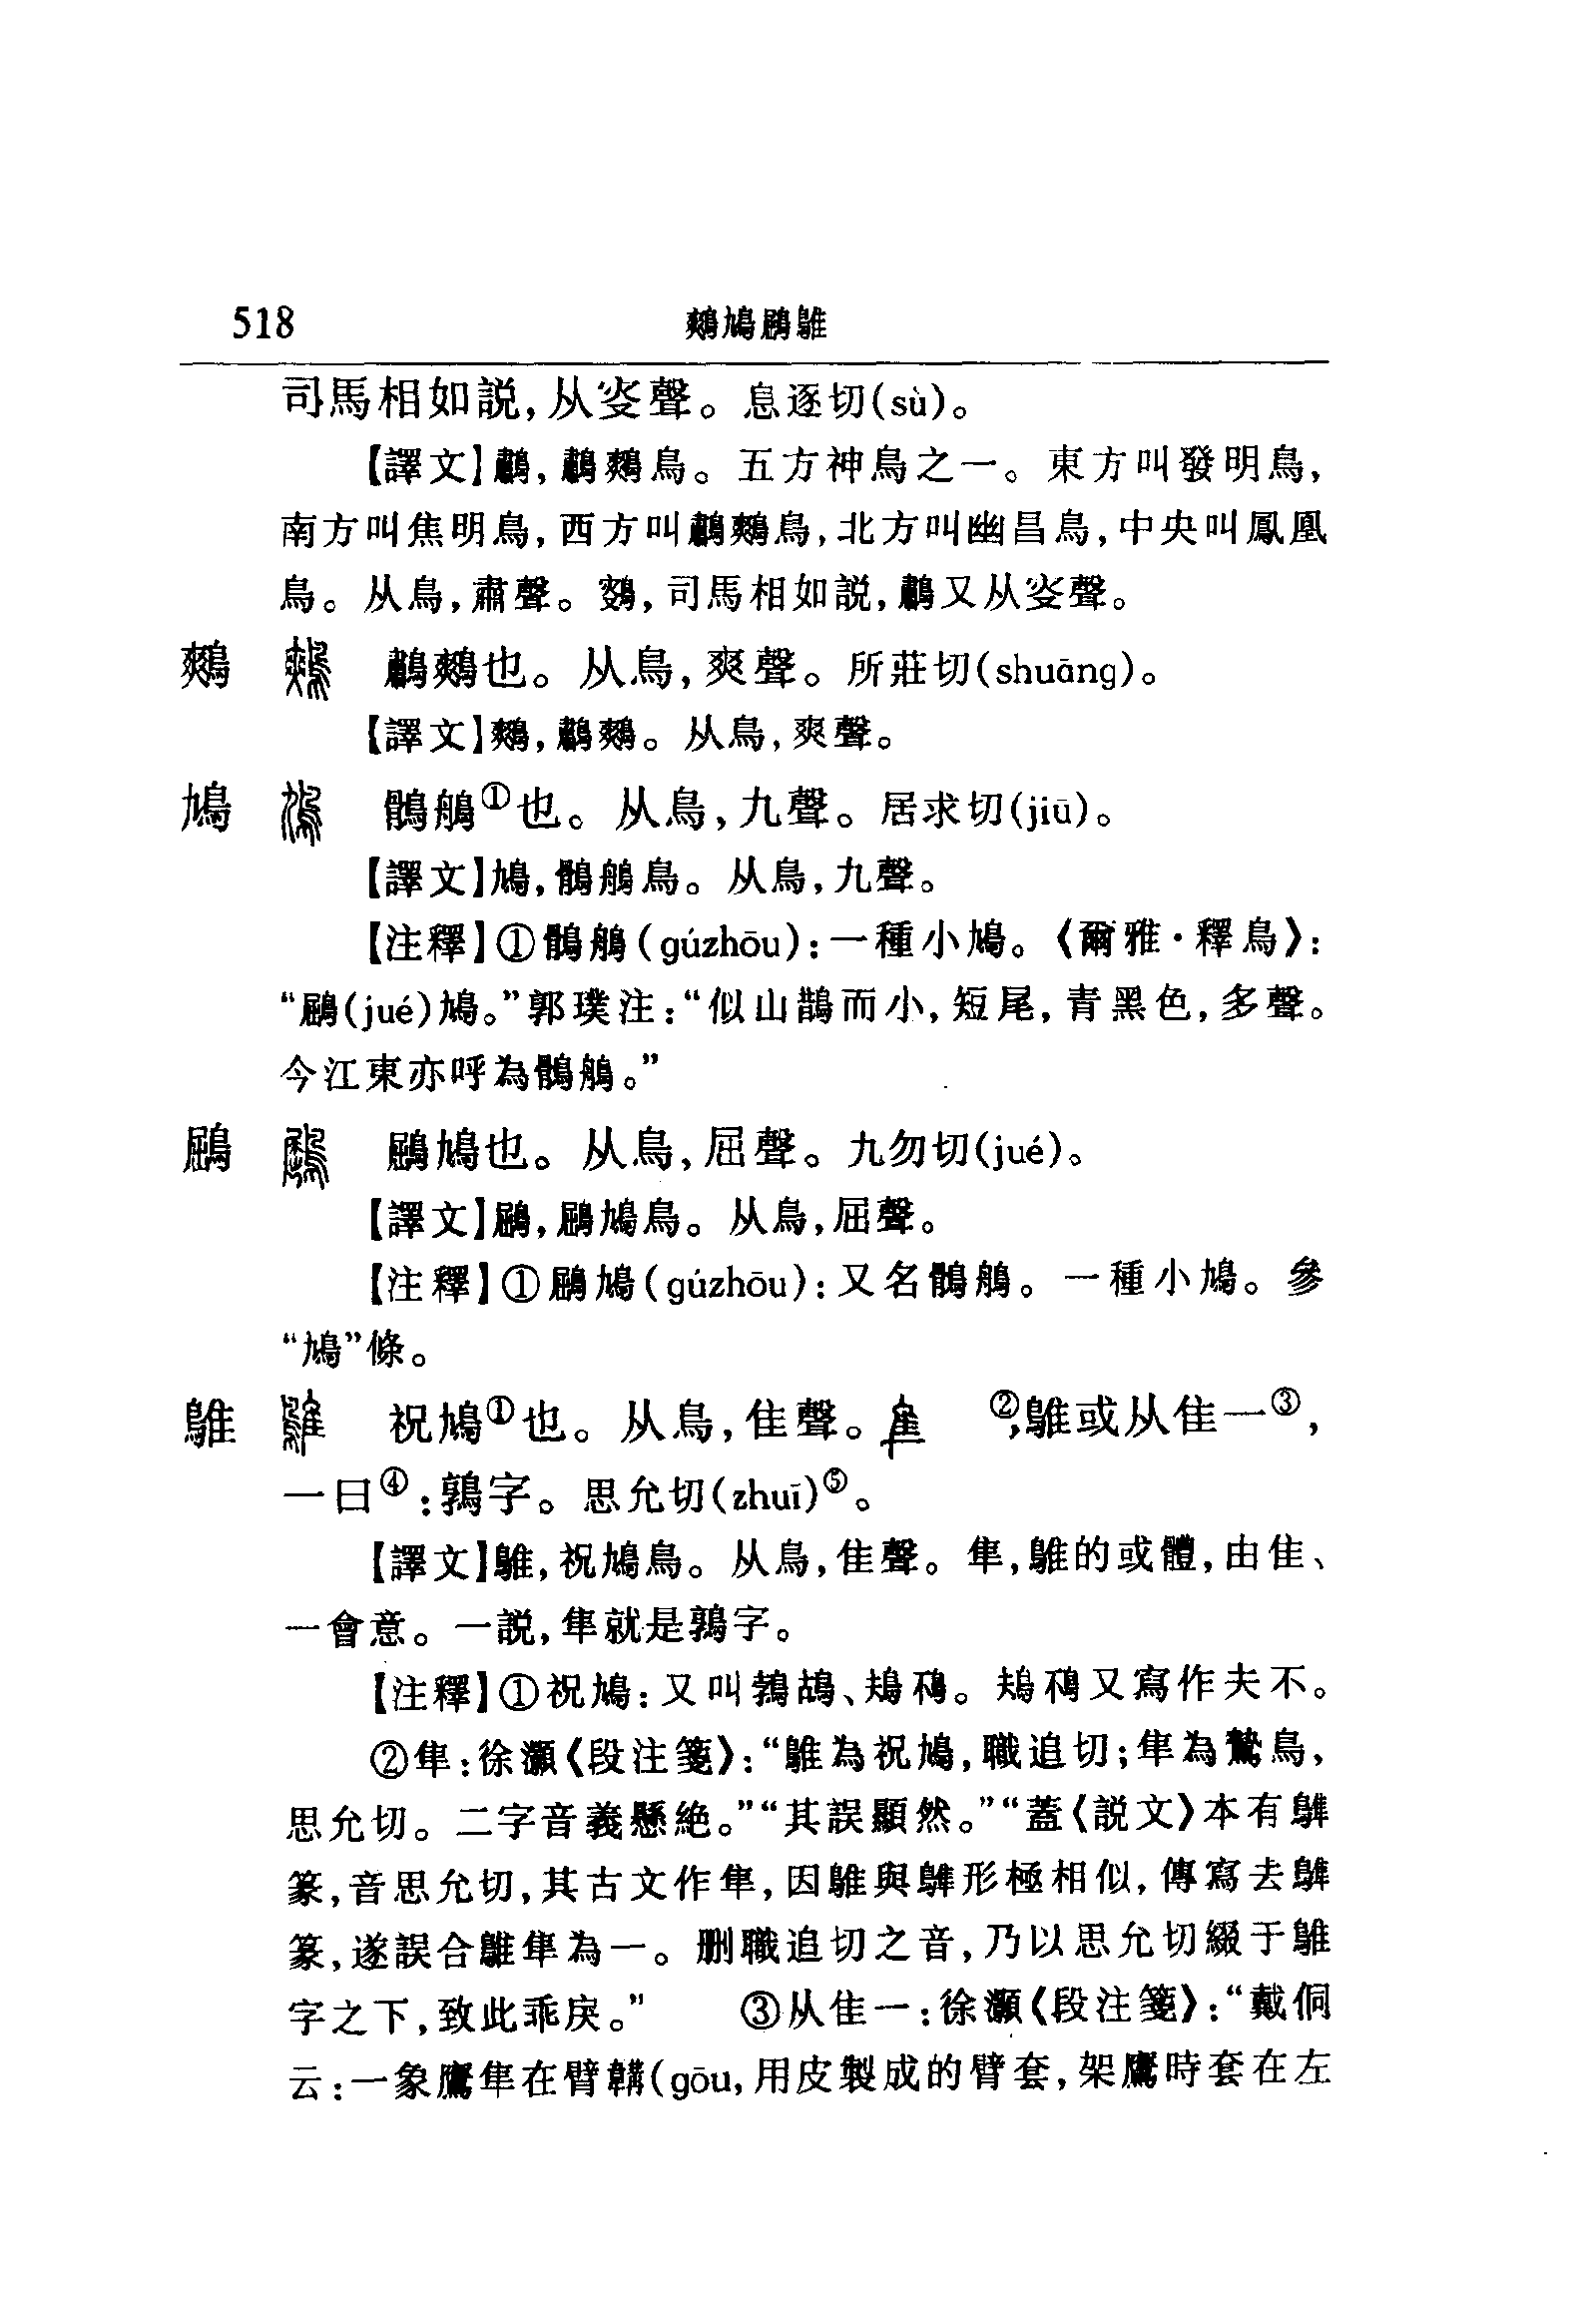 518 鷞鳩鶌鵻
司馬相如説,从叜聲。息逐切(sù)。
【譯文】鷫,鷫鷞鳥。五方神鳥之一。東方叫發明鳥,
南方叫焦明鳥,西方叫鷫鷞鳥,北方叫幽昌鳥,中央叫鳳凰
鳥。从鳥,肅聲。䴂,司馬相如説,鷫又从叜聲。
鷞 鷫鷞也。从鳥,爽聲。所莊切(shuāng)。
【譯文】鷞,鷫鷞。从鳥,爽聲。
鳩 鶻鵃①也。从鳥,九聲。居求切(jiū)。
【譯文】鳩,鶻鵃鳥。从鳥,九聲。
【注釋】①鶻鵃(gúzhōu):一種小鳩。《爾雅·釋鳥》:
“鶌(jué)鳩。”郭璞注:“似山鵲而小,短尾,青黑色,多聲。
今江東亦呼為鶻鵃。”
鶌 鶌鳩也。从鳥,屈聲。九勿切(jué)。
【譯文】鶌,鶌鳩鳥。从鳥,屈聲。
【注釋】①鶌鳩(gúzhōu):又名鶻鵃。一種小鳩。參
“鳩”條。
鵻 祝鳩①也。从鳥,隹聲。隼②,鵻或从隹一③,
一曰④:鶉字。思允切(zhuī)⑤。
【譯文】鵻,祝鳩鳥。从鳥,隹聲。隼,鵻的或體,由隹、
一會意。一説,隼就是鶉字。
【注釋】①祝鳩:又叫鵓鴣、鳺鴀。鳺鴀又寫作夫不。
②隼:徐灝《段注箋》:“鵻為祝鳩,職追切;隼為鷙鳥,
思允切。二字音義懸絶。”“其誤顯然。”“蓋《説文》本有鶽
篆,音思允切,其古文作隼,因鵻與鶽形極相似,傳寫去鶽
篆,遂誤合鵻隼為一。删職追切之音,乃以思允切綴于鵻
字之下,致此乖戾。” ③从隹一:徐灝《段注箋》:“戴侗
云:一象鷹隼在臂韝(gōu,用皮製成的臂套,架鷹時套在左